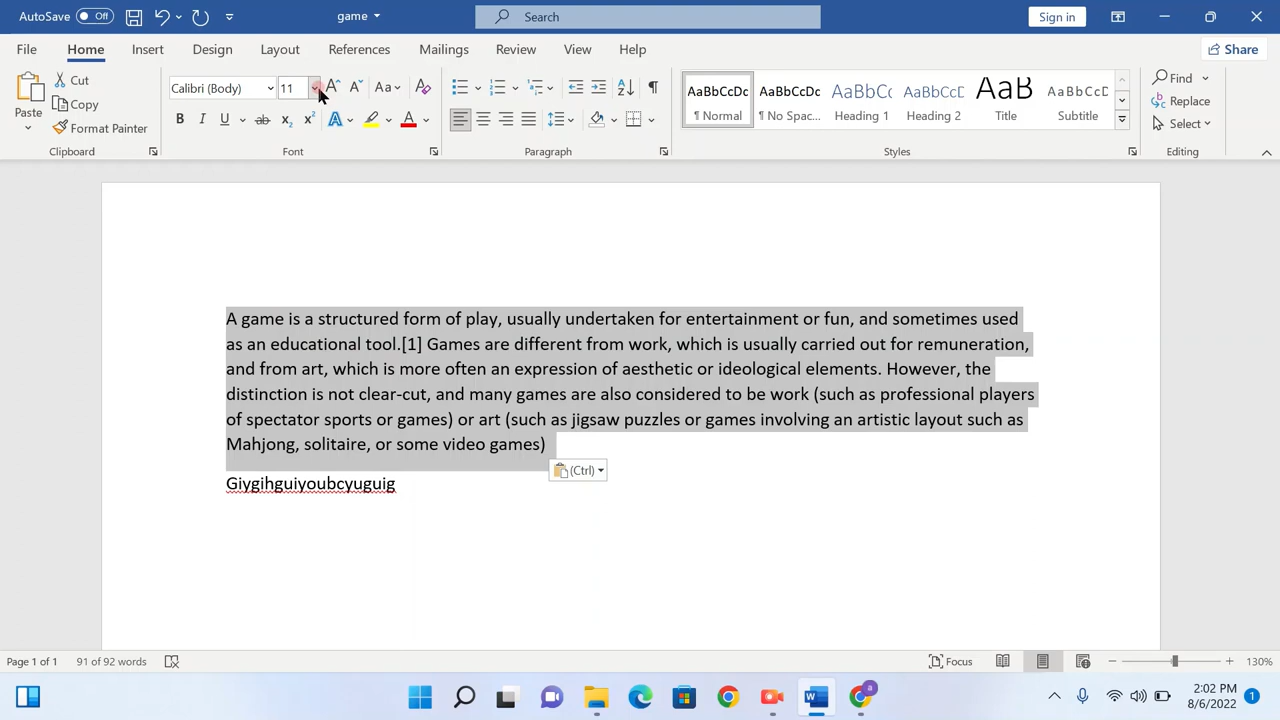 AutoSave Off game Search Sign in
File Home Insert Design Layout References Mailings Review View Help Share
Paste Cut Copy Format Painter Clipboard
Calibri (Body) 11 Aa B I U ab x₂ x² A A Font
Paragraph
AaBbCcDc ¶ Normal
AaBbCcDc ¶ No Spac...
AaBbCc Heading 1
AaBbCcD Heading 2
AaB Title
AaBbCcD Subtitle
Styles
Find Replace Select Editing
A game is a structured form of play, usually undertaken for entertainment or fun, and sometimes used
as an educational tool.[1] Games are different from work, which is usually carried out for remuneration,
and from art, which is more often an expression of aesthetic or ideological elements. However, the
distinction is not clear-cut, and many games are also considered to be work (such as professional players
of spectator sports or games) or art (such as jigsaw puzzles or games involving an artistic layout such as
Mahjong, solitaire, or some video games)
(Ctrl)
Giygihguiyoubcyuguig
Page 1 of 1 91 of 92 words Focus 130%
2:02 PM
8/6/2022 1